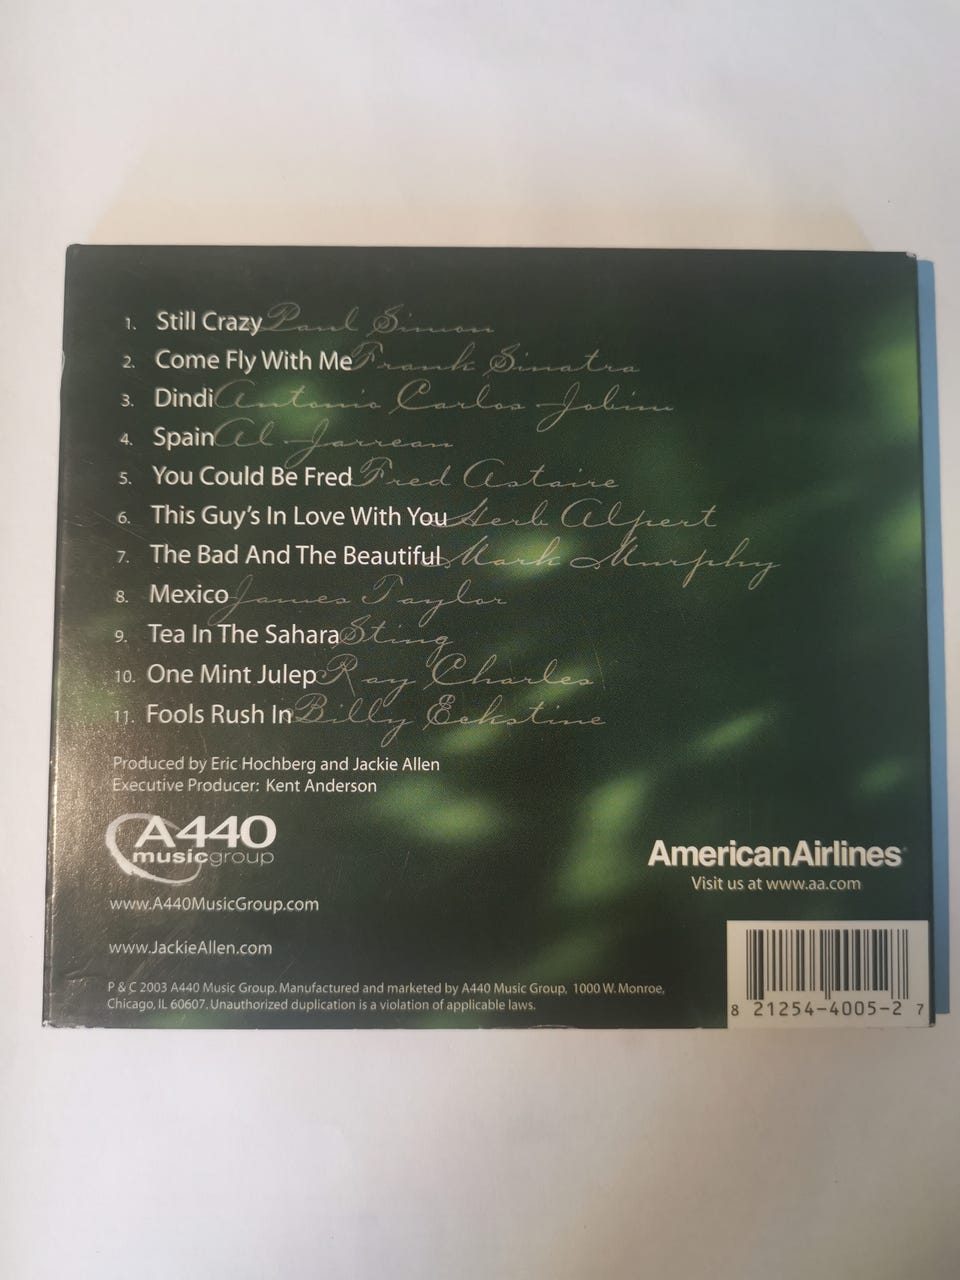 1. Still Crazy Paul Simon
2. Come Fly With Me Frank Sinatra
3. Dindi Antonio Carlos Jobim
4. Spain Al Jarreau
5. You Could Be Fred Fred Astaire
6. This Guy's In Love With You Herb Alpert
7. The Bad And The Beautiful Mark Murphy
8. Mexico James Taylor
9. Tea In The Sahara Sting
10. One Mint Julep Ray Charles
11. Fools Rush In Billy Eckstine
Produced by Eric Hochberg and Jackie Allen
Executive Producer: Kent Anderson
A440
musicgroup
www.A440MusicGroup.com
www.JackieAllen.com
AmericanAirlines
Visit us at www.aa.com
P & C 2003 A440 Music Group. Manufactured and marketed by A440 Music Group, 1000 W. Monroe,
Chicago, IL 60607. Unauthorized duplication is a violation of applicable laws.
8 21254-4005-2 7